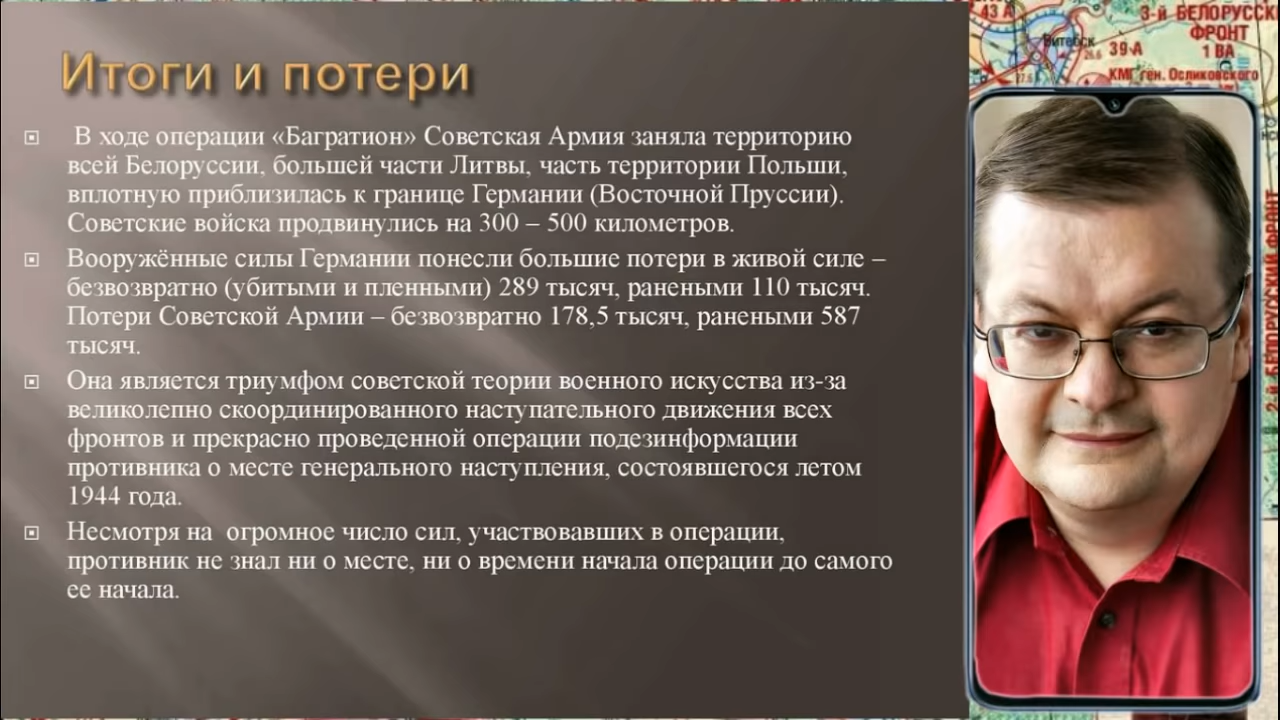 Итоги и потери
В ходе операции «Багратион» Советская Армия заняла территорию
всей Белоруссии, большей части Литвы, часть территории Польши,
вплотную приблизилась к границе Германии (Восточной Пруссии).
Советские войска продвинулись на 300 – 500 километров.
Вооружённые силы Германии понесли большие потери в живой силе –
безвозвратно (убитыми и пленными) 289 тысяч, ранеными 110 тысяч.
Потери Советской Армии – безвозвратно 178,5 тысяч, ранеными 587
тысяч.
Она является триумфом советской теории военного искусства из-за
великолепно скоординированного наступательного движения всех
фронтов и прекрасно проведенной операции подезинформации
противника о месте генерального наступления, состоявшегося летом
1944 года.
Несмотря на огромное число сил, участвовавших в операции,
противник не знал ни о месте, ни о времени начала операции до самого
ее начала.
43 А
3-й БЕЛОРУССК
ФРОНТ
Витебск
39 А
1 ВА
КМГ ген. Осликовского
2-й БЕЛОРУССКИЙ ФРОНТ